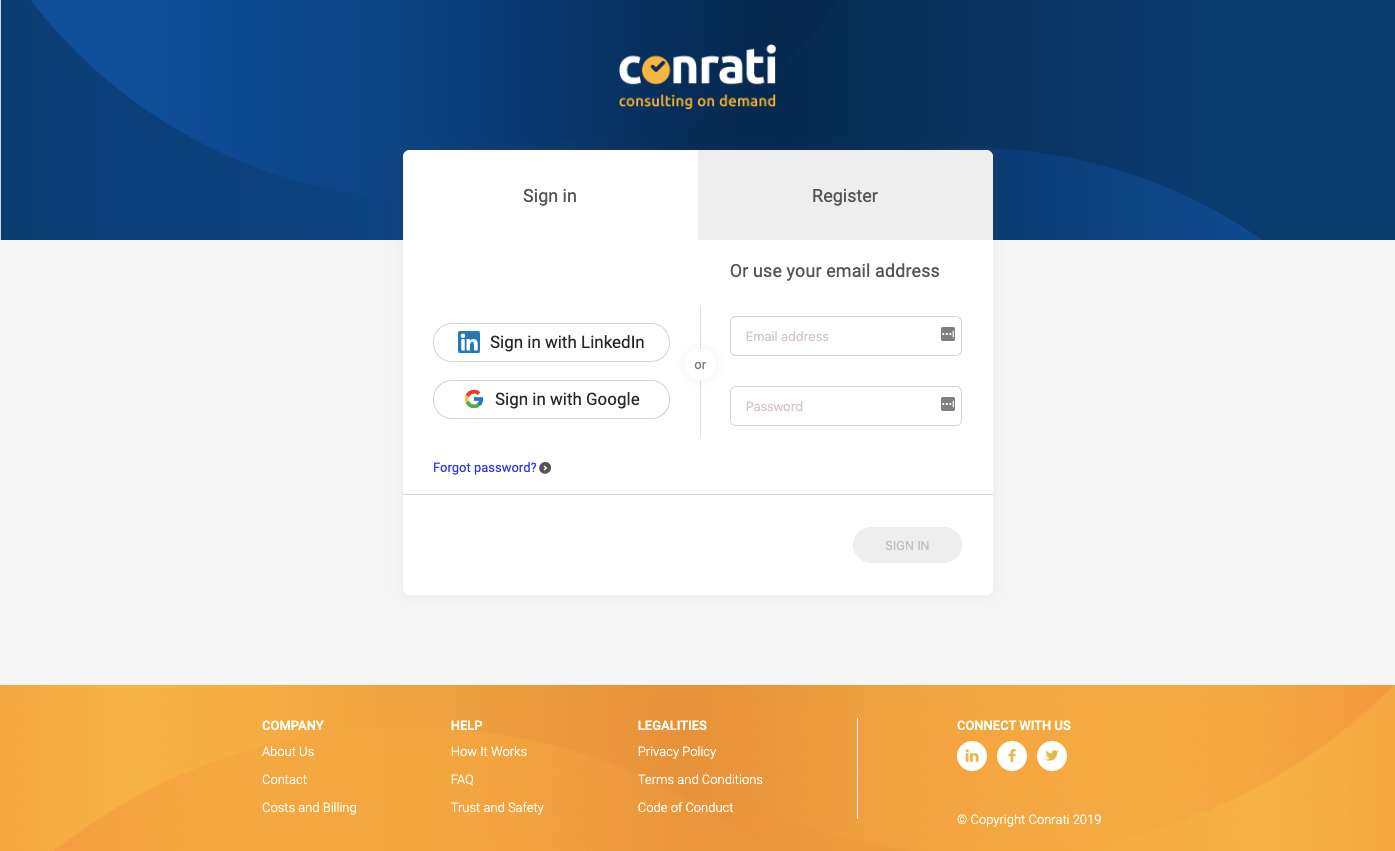 conrati
consulting on demand
Sign in
Register
Sign in with LinkedIn
Sign in with Google
or
Or use your email address
Email address
Password
Forgot password?
SIGN IN
COMPANY
About Us
Contact
Costs and Billing
HELP
How It Works
FAQ
Trust and Safety
LEGALITIES
Privacy Policy
Terms and Conditions
Code of Conduct
CONNECT WITH US
© Copyright Conrati 2019